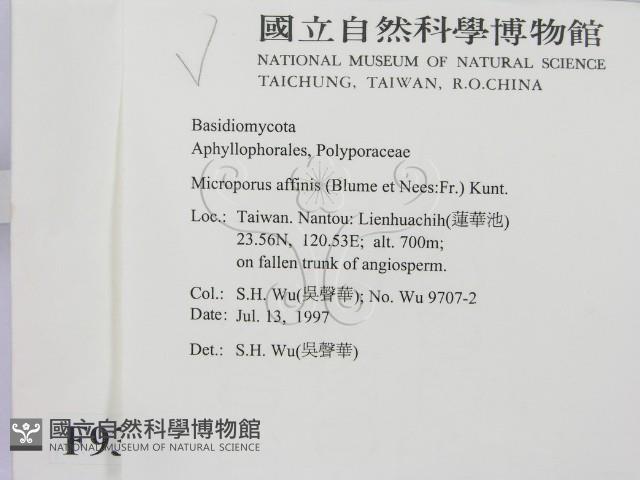 國立自然科學博物館
NATIONAL MUSEUM OF NATURAL SCIENCE
TAICHUNG, TAIWAN, R.O.CHINA
Basidiomycota
Aphyllophorales, Polyporaceae
Microporus affinis (Blume et Nees:Fr.) Kunt.
Loc.: Taiwan. Nantou: Lienhuachih(蓮華池)
23.56N, 120.53E; alt. 700m;
on fallen trunk of angiosperm.
Col.: S.H. Wu(吳聲華); No. Wu 9707-2
Date: Jul. 13, 1997
Det.: S.H. Wu(吳聲華)
國立自然科學博物館
NATIONAL MUSEUM OF NATURAL SCIENCE